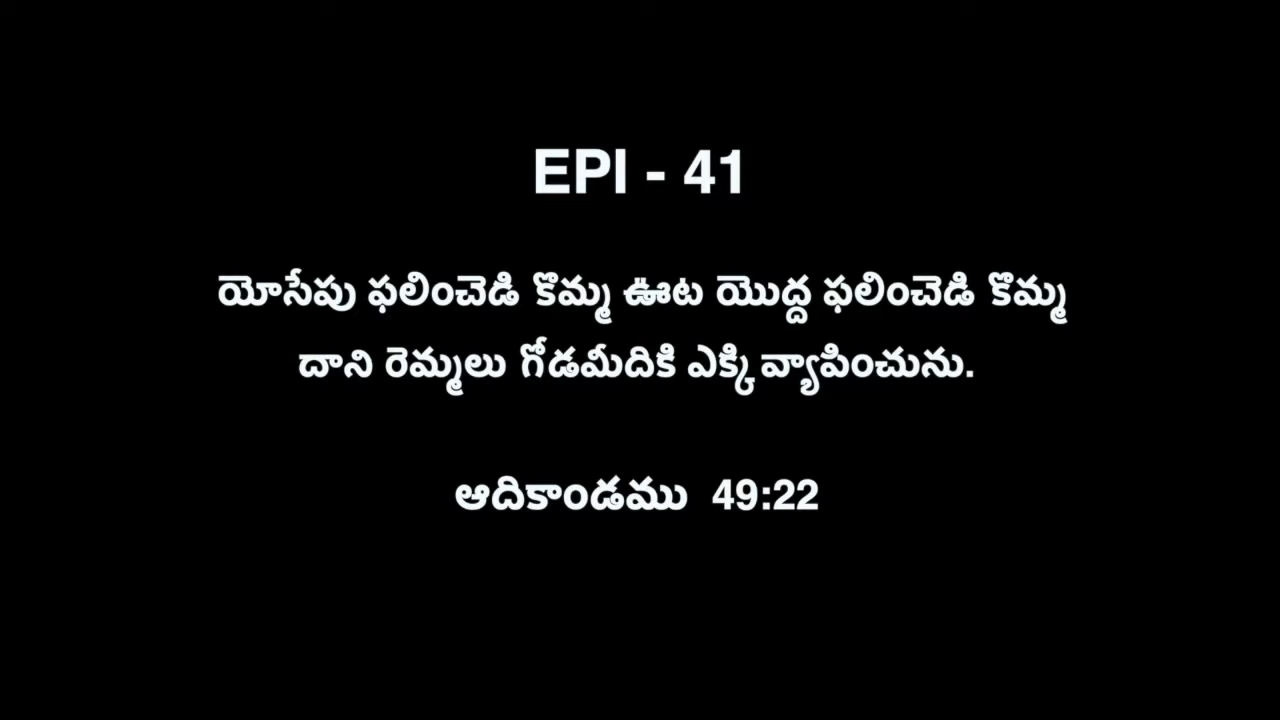 EPI - 41
యోసేపు ఫలించెడి కొమ్మ ఊట యొద్ద ఫలించెడి కొమ్మ
దాని రెమ్మలు గోడమీదికి ఎక్కివ్యాపించును.
ఆదికాండము 49:22